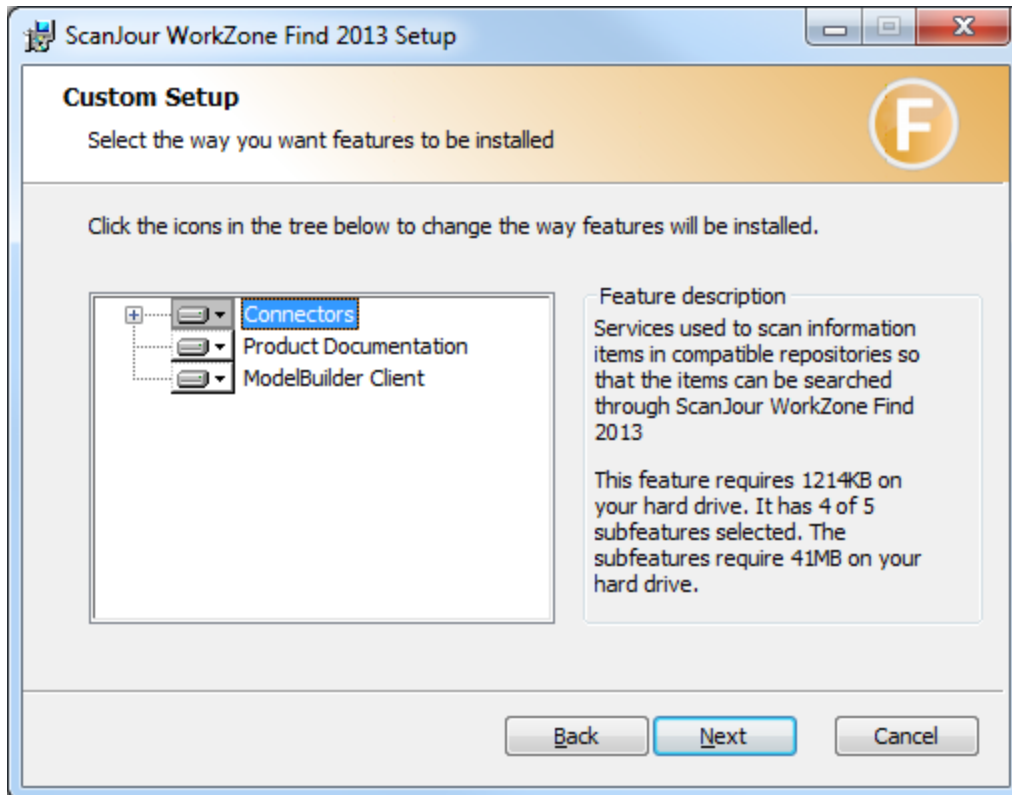 ScanJour WorkZone Find 2013 Setup
Custom Setup
Select the way you want features to be installed
F
Click the icons in the tree below to change the way features will be installed.
Connectors
Product Documentation
ModelBuilder Client
Feature description
Services used to scan information
items in compatible repositories so
that the items can be searched
through ScanJour WorkZone Find
2013
This feature requires 1214KB on
your hard drive. It has 4 of 5
subfeatures selected. The
subfeatures require 41MB on your
hard drive.
Back
Next
Cancel